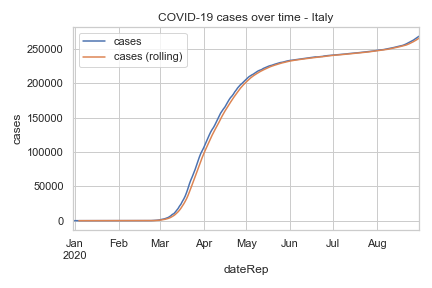 COVID-19 cases over time - Italy
cases
cases (rolling)
250000
200000
150000
100000
50000
0
cases
Jan Feb Mar Apr May Jun Jul Aug
2020
dateRep